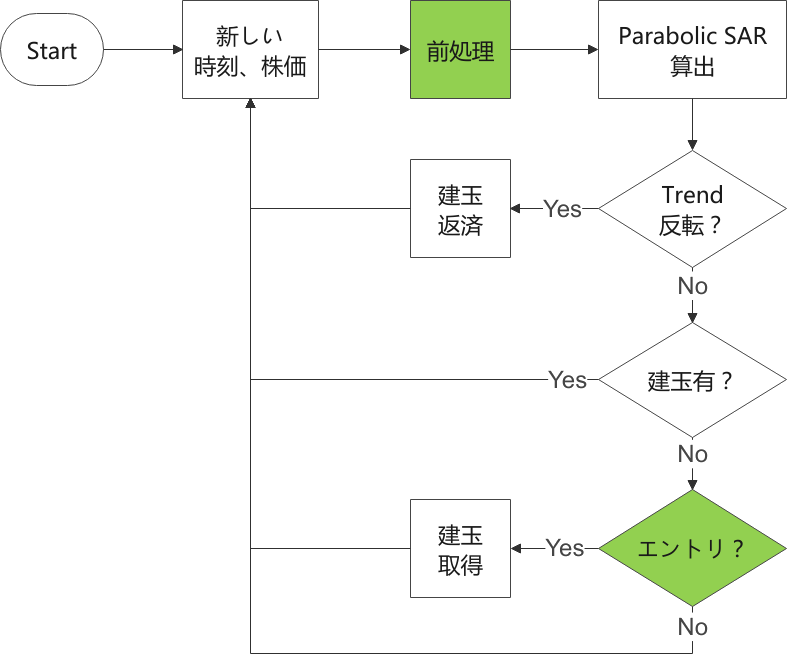 Start
新しい
時刻、株価
前処理
Parabolic SAR
算出
建玉
返済
Yes
Trend
反転？
No
Yes
建玉有？
No
建玉
取得
Yes
エントリ？
No